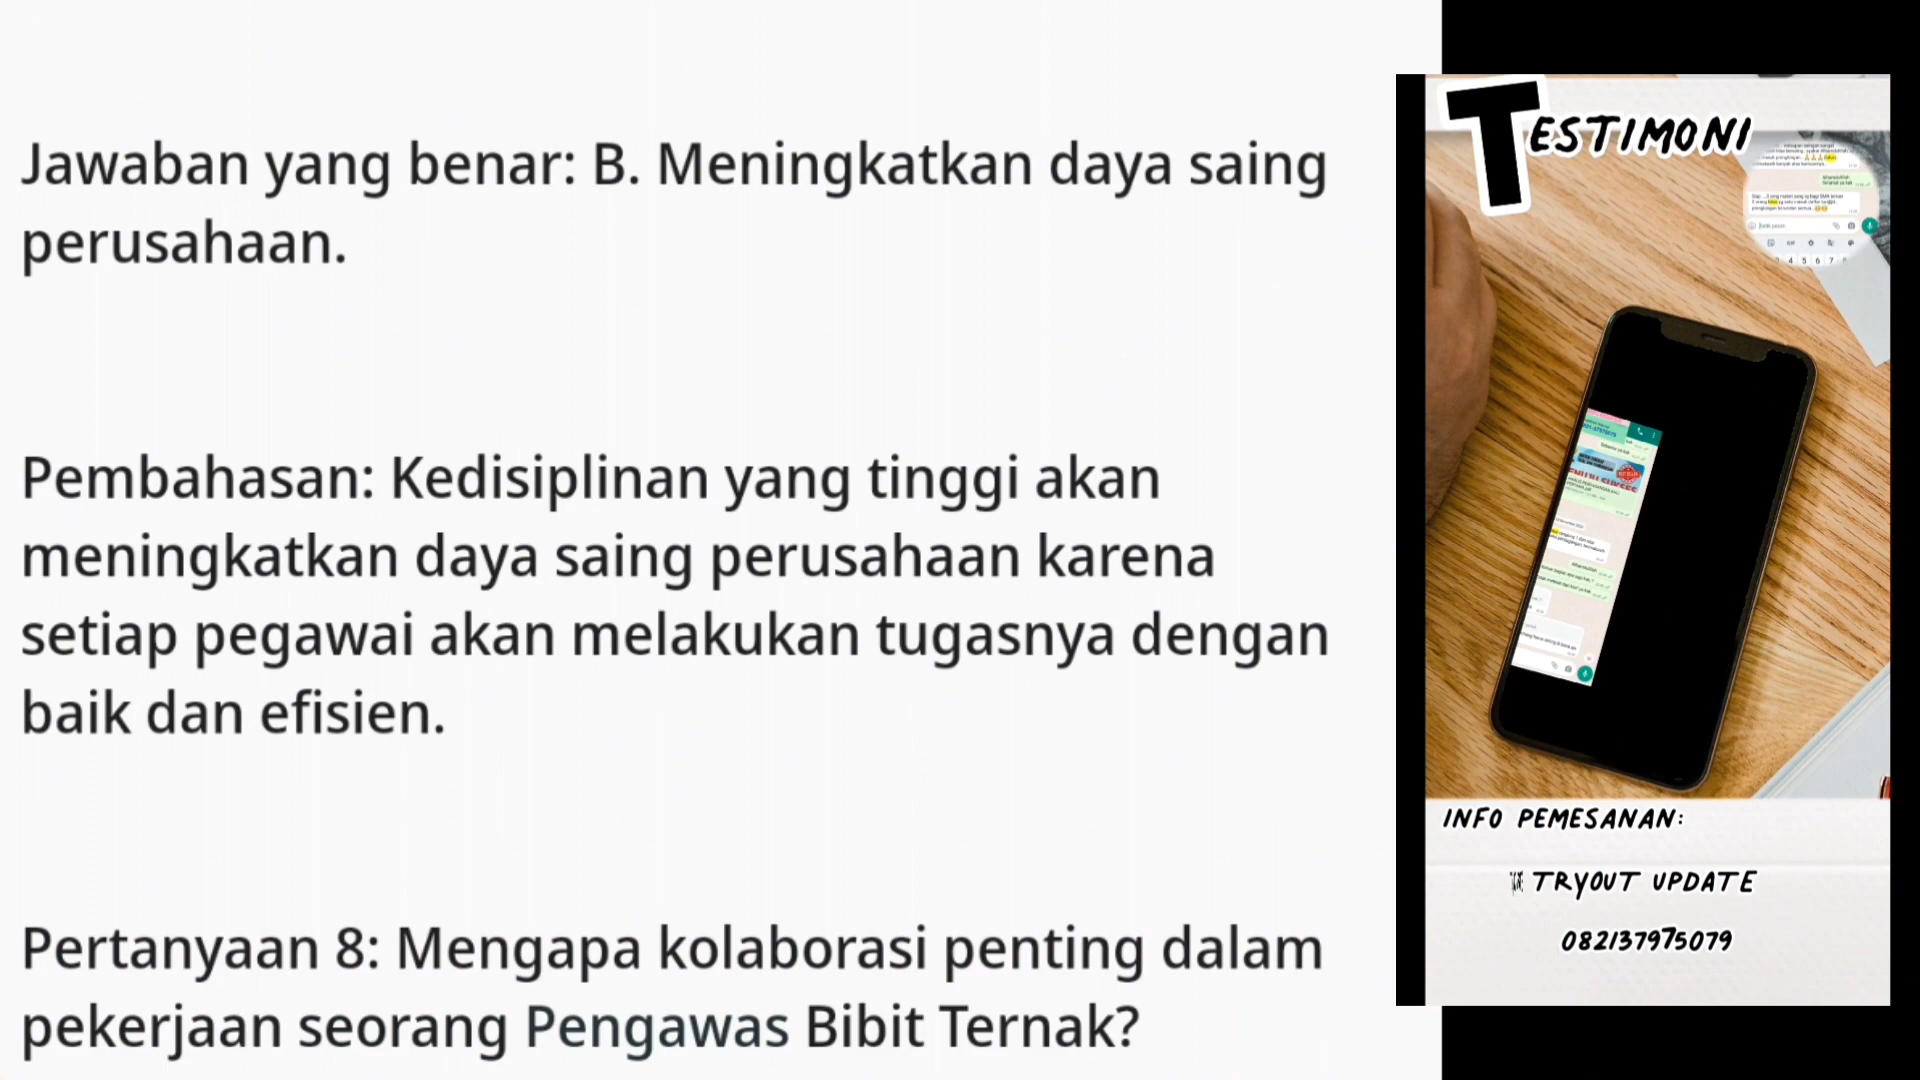 Jawaban yang benar: B. Meningkatkan daya saing
perusahaan.
Pembahasan: Kedisiplinan yang tinggi akan
meningkatkan daya saing perusahaan karena
setiap pegawai akan melakukan tugasnya dengan
baik dan efisien.
Pertanyaan 8: Mengapa kolaborasi penting dalam
pekerjaan seorang Pengawas Bibit Ternak?
TESTIMONI
INFO PEMESANAN:
TRYOUT UPDATE
082137975079